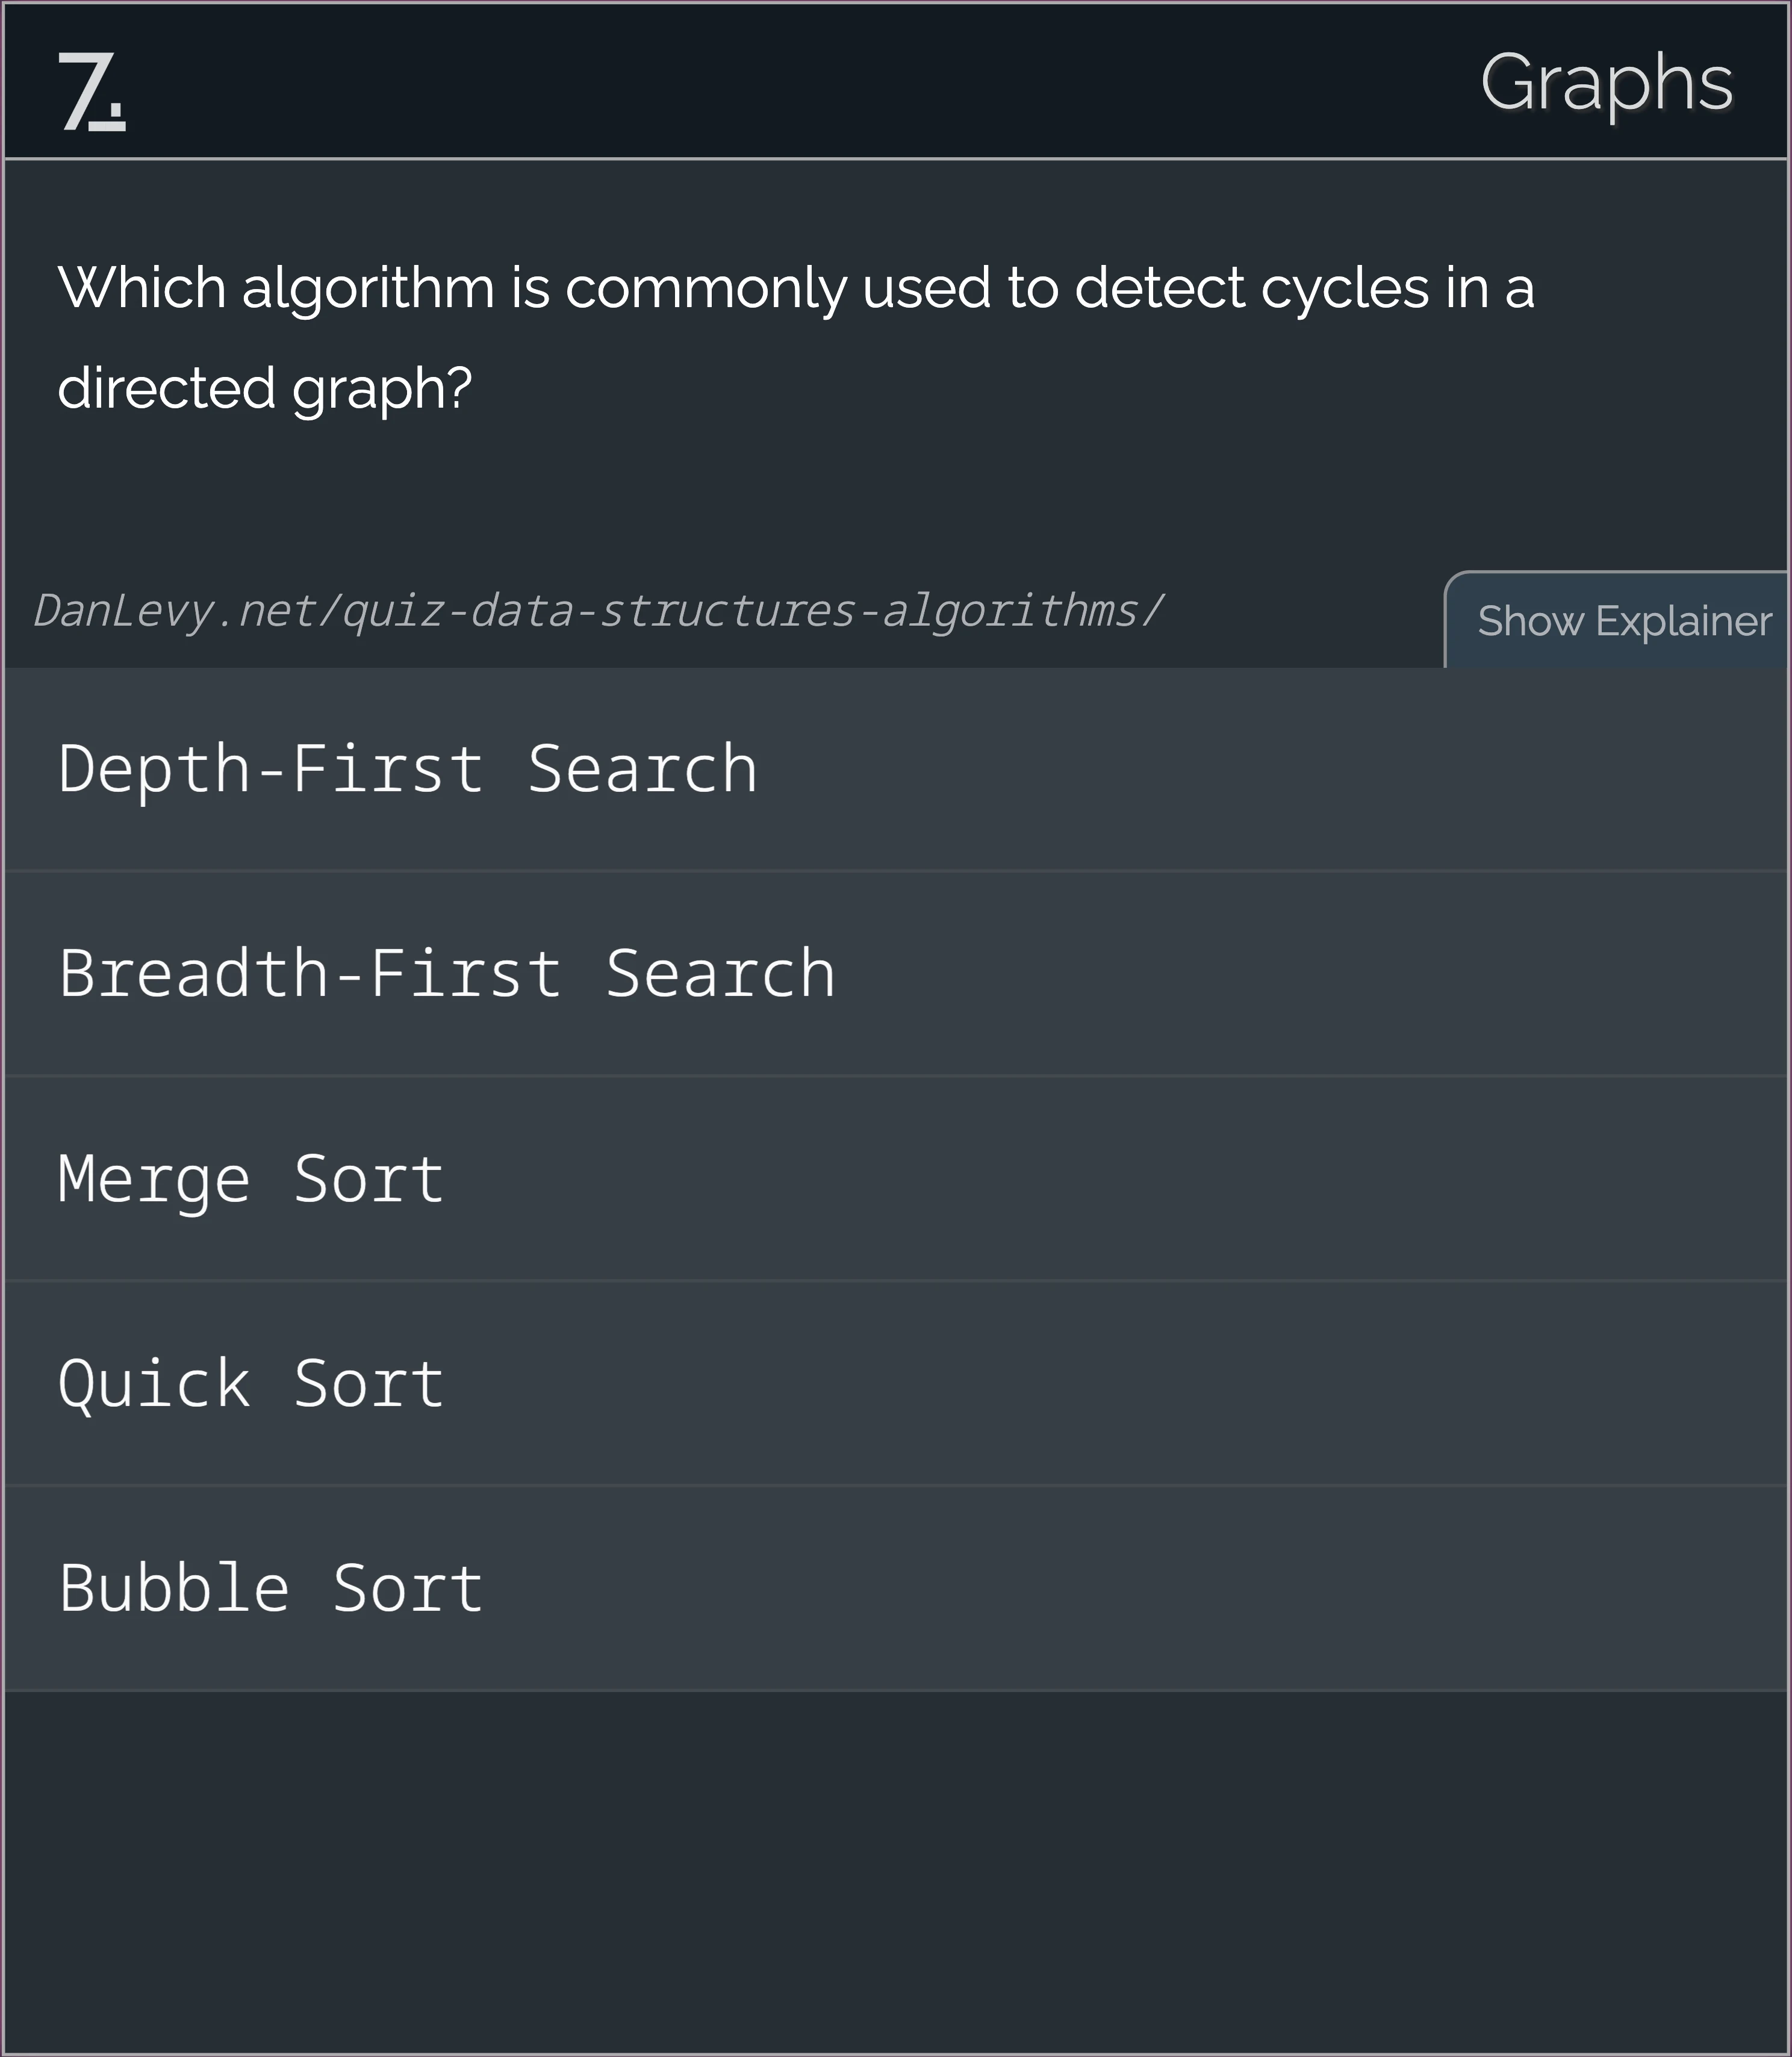 7.
Graphs
Which algorithm is commonly used to detect cycles in a
directed graph?
DanLevy.net/quiz-data-structures-algorithms/
Show Explainer
Depth-First Search
Breadth-First Search
Merge Sort
Quick Sort
Bubble Sort